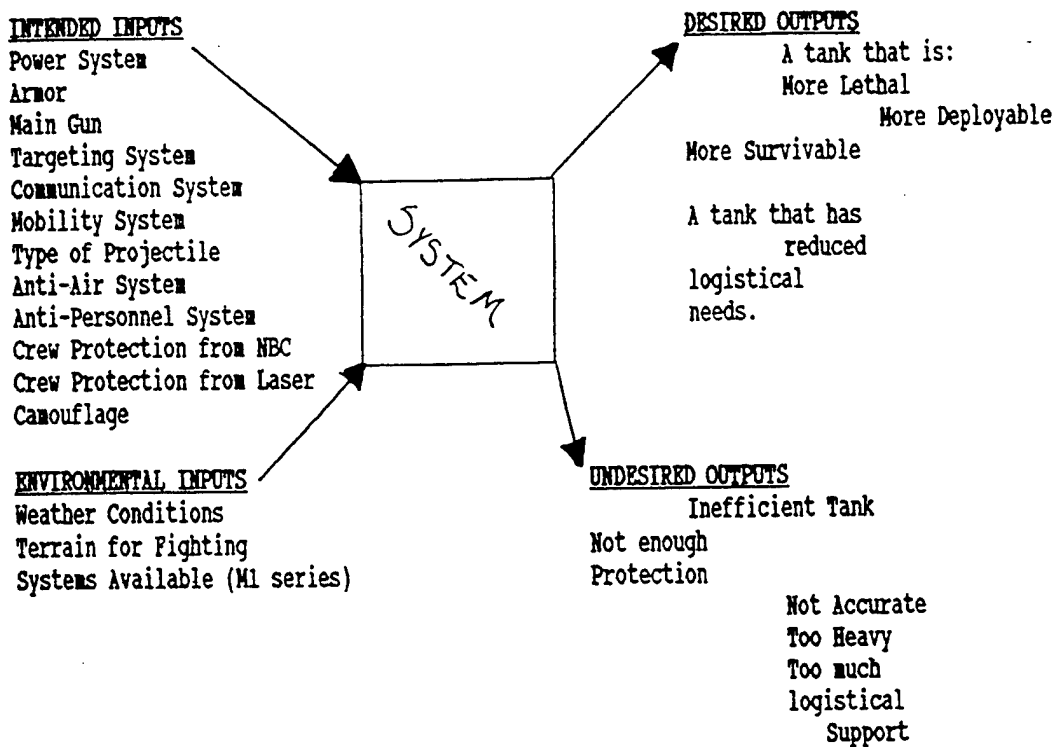 INTENDED INPUTS
Power System
Armor
Main Gun
Targeting System
Communication System
Mobility System
Type of Projectile
Anti-Air System
Anti-Personnel System
Crew Protection from NBC
Crew Protection from Laser
Camouflage
ENVIRONMENTAL INPUTS
Weather Conditions
Terrain for Fighting
Systems Available (M1 series)
SYSTEM
DESIRED OUTPUTS
A tank that is:
More Lethal
More Deployable
More Survivable
A tank that has
reduced
logistical
needs.
UNDESIRED OUTPUTS
Inefficient Tank
Not enough
Protection
Not Accurate
Too Heavy
Too much
logistical
Support